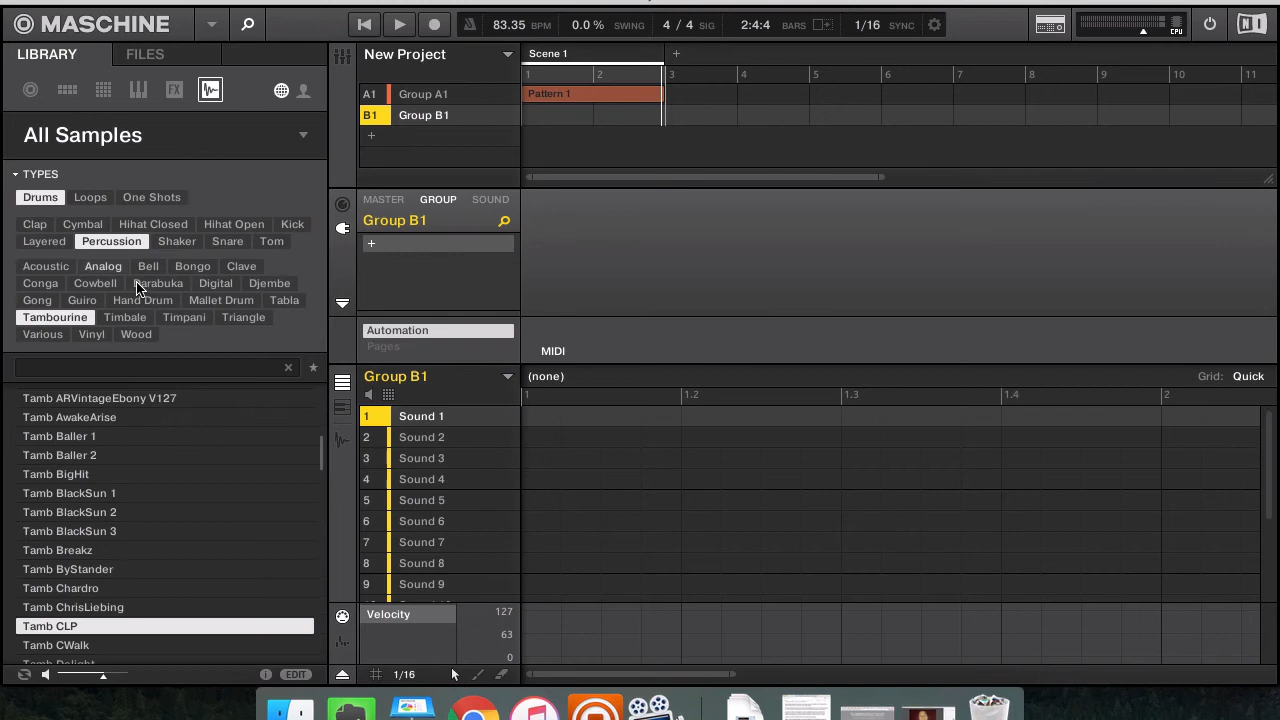 MASCHINE
83.35 BPM 0.0 % SWING 4 / 4 SIG 2:4:4 BARS 1/16 SYNC CPU
LIBRARY FILES
New Project
Scene 1
1 2 3 4 5 6 7 8 9 10 11
A1 Group A1 Pattern 1
B1 Group B1
+
All Samples
TYPES
Drums Loops One Shots
Clap Cymbal Hihat Closed Hihat Open Kick
Layered Percussion Shaker Snare Tom
Acoustic Analog Bell Bongo Clave
Conga Cowbell Darabuka Digital Djembe
Gong Guiro Hand Drum Mallet Drum Tabla
Tambourine Timbale Timpani Triangle
Various Vinyl Wood
Tamb ARVintageEbony V127
Tamb AwakeArise
Tamb Baller 1
Tamb Baller 2
Tamb BigHit
Tamb BlackSun 1
Tamb BlackSun 2
Tamb BlackSun 3
Tamb Breakz
Tamb ByStander
Tamb Chardro
Tamb ChrisLiebing
Tamb CLP
Tamb CWalk
Tamb Delight
EDIT
MASTER GROUP SOUND
Group B1
+
Automation
Pages
MIDI
Group B1 (none) Grid: Quick
1 1.2 1.3 1.4 2
1 Sound 1
2 Sound 2
3 Sound 3
4 Sound 4
5 Sound 5
6 Sound 6
7 Sound 7
8 Sound 8
9 Sound 9
Velocity 127
63
0
1/16